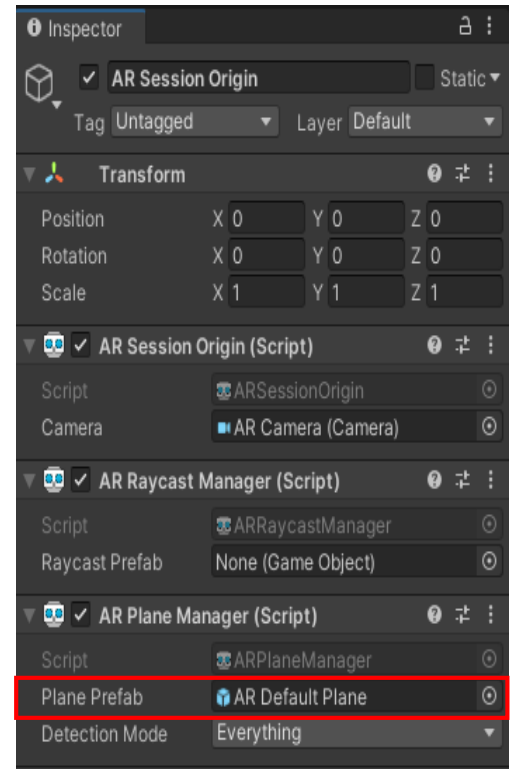 Inspector
AR Session Origin Static
Tag Untagged Layer Default
Transform
Position X 0 Y 0 Z 0
Rotation X 0 Y 0 Z 0
Scale X 1 Y 1 Z 1
AR Session Origin (Script)
Script ARSessionOrigin
Camera AR Camera (Camera)
AR Raycast Manager (Script)
Script ARRaycastManager
Raycast Prefab None (Game Object)
AR Plane Manager (Script)
Script ARPlaneManager
Plane Prefab AR Default Plane
Detection Mode Everything